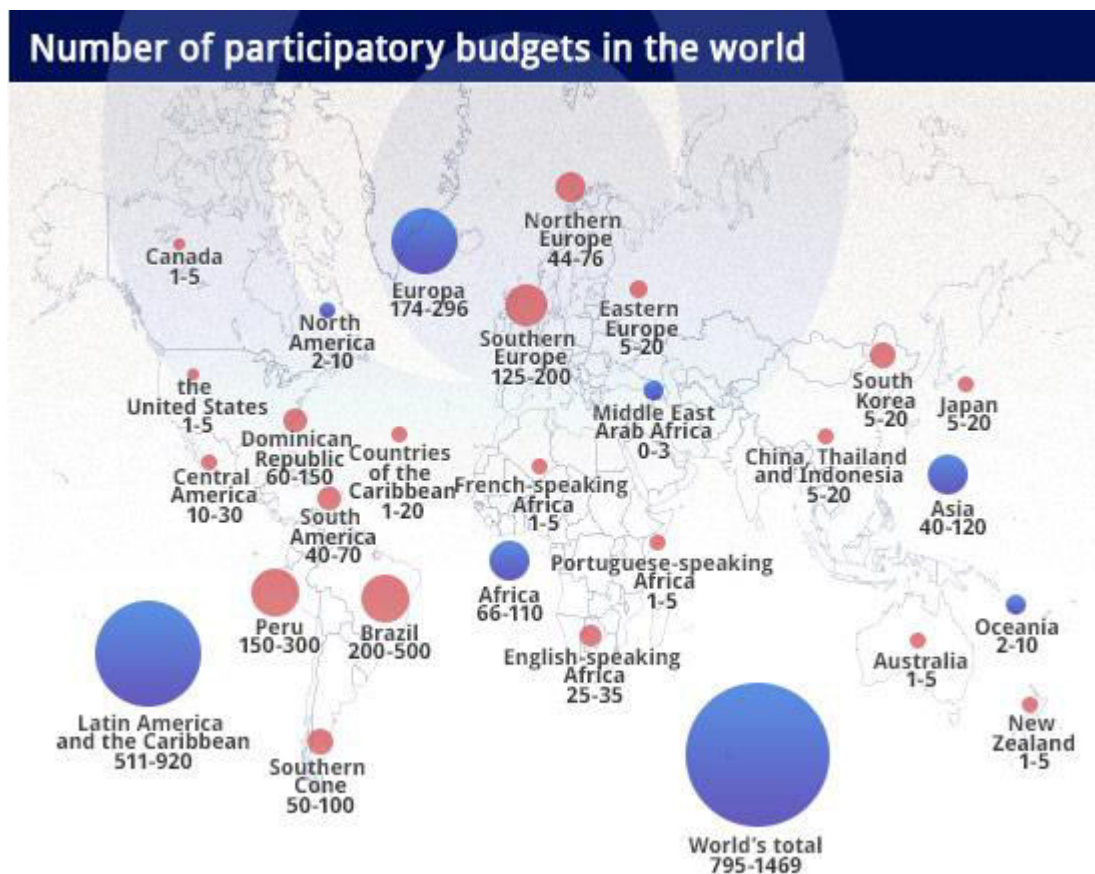 Number of participatory budgets in the world
Northern
Europe
44-76
Canada
1-5
Europa
174-296
North
America
2-10
Southern
Europe
125-200
Eastern
Europe
5-20
South
Korea
5-20
Japan
5-20
the
United States
1-5
Dominican
Republic
60-150
Countries
of the
Caribbean
1-20
Middle East
Arab Africa
0-3
China, Thailand
and Indonesia
5-20
Central
America
10-30
French-speaking
Africa
1-5
Asia
40-120
South
America
40-70
Portuguese-speaking
Africa
1-5
Africa
66-110
Peru
150-300
Brazil
200-500
Oceania
2-10
English-speaking
Africa
25-35
Australia
1-5
Latin America
and the Caribbean
511-920
New
Zealand
1-5
Southern
Cone
50-100
World's total
795-1469